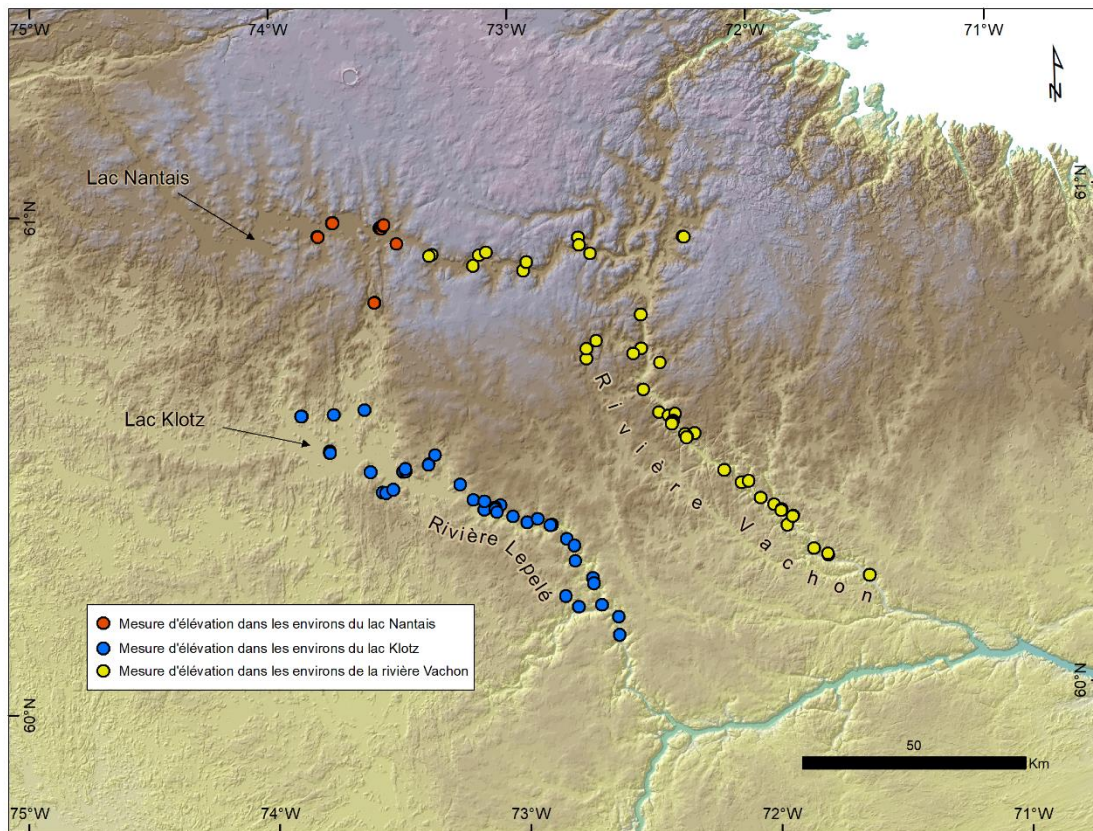 75°W 74°W 73°W 72°W 71°W
N
61°N 61°N
Lac Nantais
Lac Klotz
Rivière Vachon
Rivière Lepelé
Mesure d'élévation dans les environs du lac Nantais
Mesure d'élévation dans les environs du lac Klotz
Mesure d'élévation dans les environs de la rivière Vachon
60°N 60°N
50
Km
75°W 74°W 73°W 72°W 71°W